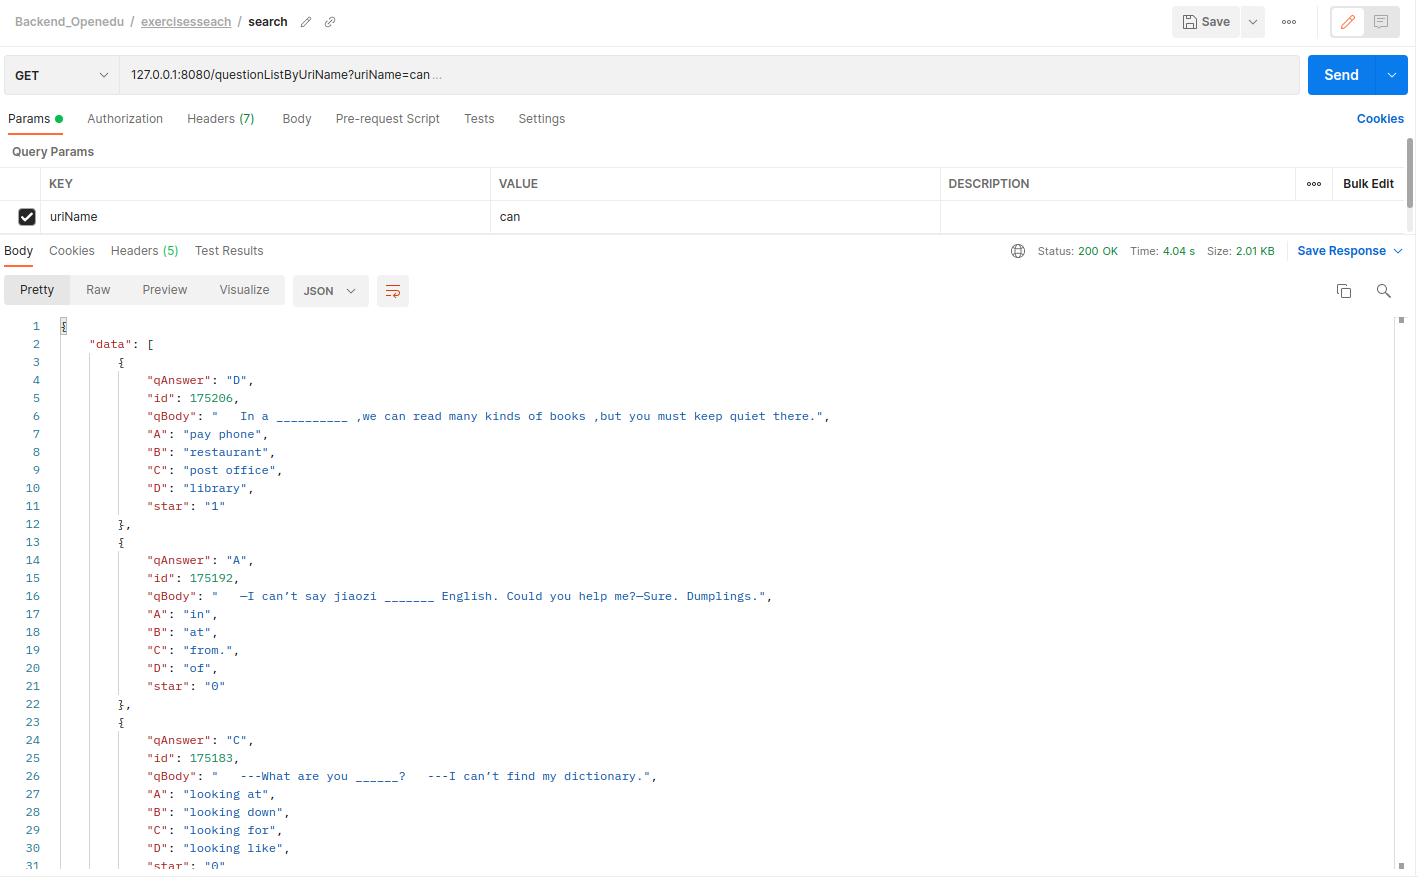 Backend_Openedu / exercisesseach / search
Save
GET
127.0.0.1:8080/questionListByUriName?uriName=can ...
Send
Params Authorization Headers (7) Body Pre-request Script Tests Settings Cookies
Query Params
KEY VALUE DESCRIPTION Bulk Edit
uriName can
Body Cookies Headers (5) Test Results Status: 200 OK Time: 4.04 s Size: 2.01 KB Save Response
Pretty Raw Preview Visualize JSON
1 {
2 "data": [
3 {
4 "qAnswer": "D",
5 "id": 175206,
6 "qBody": "   In a __________ ,we can read many kinds of books ,but you must keep quiet there.",
7 "A": "pay phone",
8 "B": "restaurant",
9 "C": "post office",
10 "D": "library",
11 "star": "1"
12 },
13 {
14 "qAnswer": "A",
15 "id": 175192,
16 "qBody": "   —I can’t say jiaozi _______ English. Could you help me?—Sure. Dumplings.",
17 "A": "in",
18 "B": "at",
19 "C": "from.",
20 "D": "of",
21 "star": "0"
22 },
23 {
24 "qAnswer": "C",
25 "id": 175183,
26 "qBody": "   ---What are you ______?   ---I can’t find my dictionary.",
27 "A": "looking at",
28 "B": "looking down",
29 "C": "looking for",
30 "D": "looking like",
31 "star": "0"